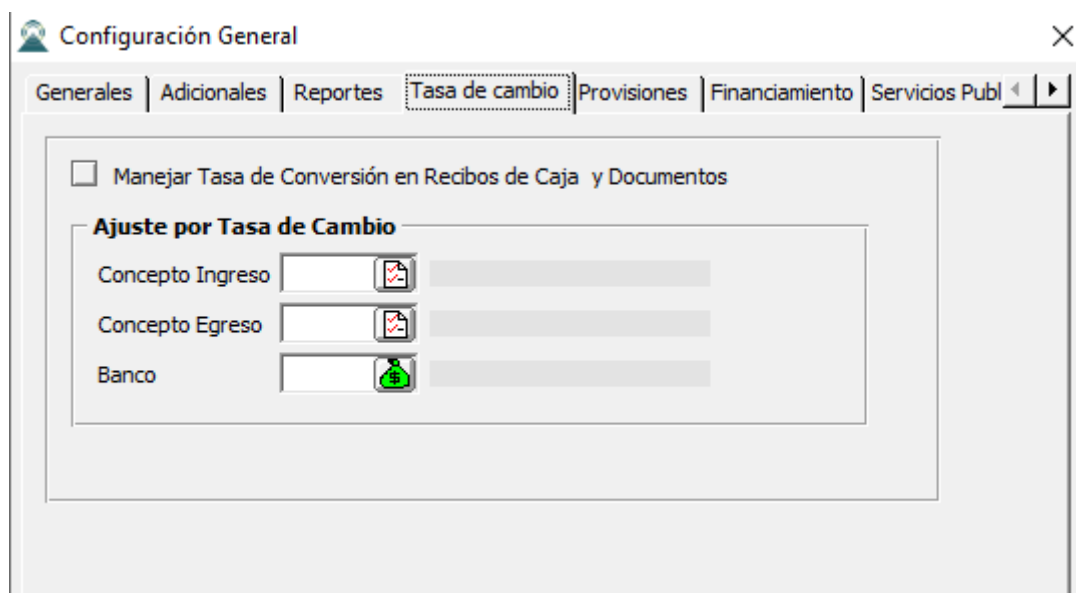 Configuración General
Generales Adicionales Reportes Tasa de cambio Provisiones Financiamiento Servicios Publ
Manejar Tasa de Conversión en Recibos de Caja y Documentos
Ajuste por Tasa de Cambio
Concepto Ingreso
Concepto Egreso
Banco